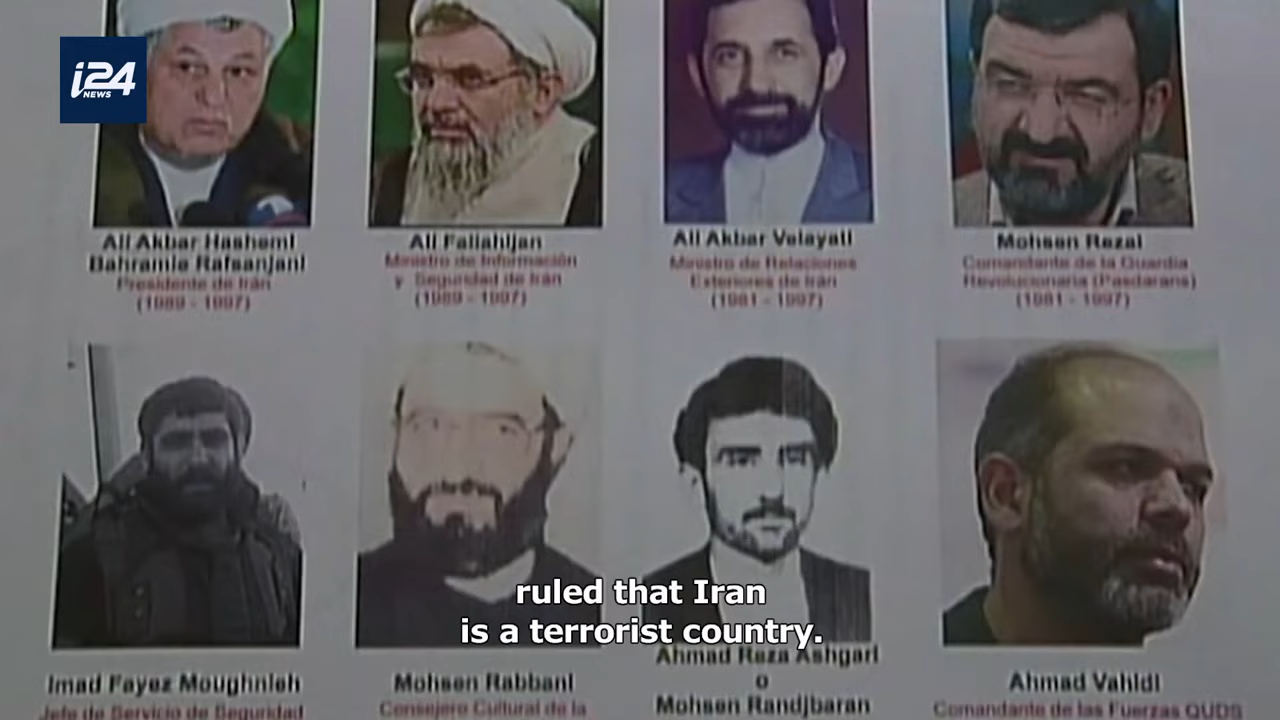 i24
NEWS
Ali Akbar Hashemi
Bahramie Rafsanjani
Presidente de Irán
(1989 - 1997)
Ali Fallahijan
Ministro de Información
y Seguridad de Irán
(1989 - 1997)
Ali Akbar Velayati
Ministro de Relaciones
Exteriores de Irán
(1981 - 1997)
Mohsen Rezai
Comandante de la Guardia
Revolucionaria (Pasdarans)
(1981 - 1997)
ruled that Iran
is a terrorist country.
Imad Fayez Moughnieh
Jefe de Servicio de Seguridad
Mohsen Rabbani
Consejero Cultural de la
Ahmad Reza Ashgari
o
Mohsen Randjbaran
Ahmad Vahidi
Comandante de las Fuerzas QUDS